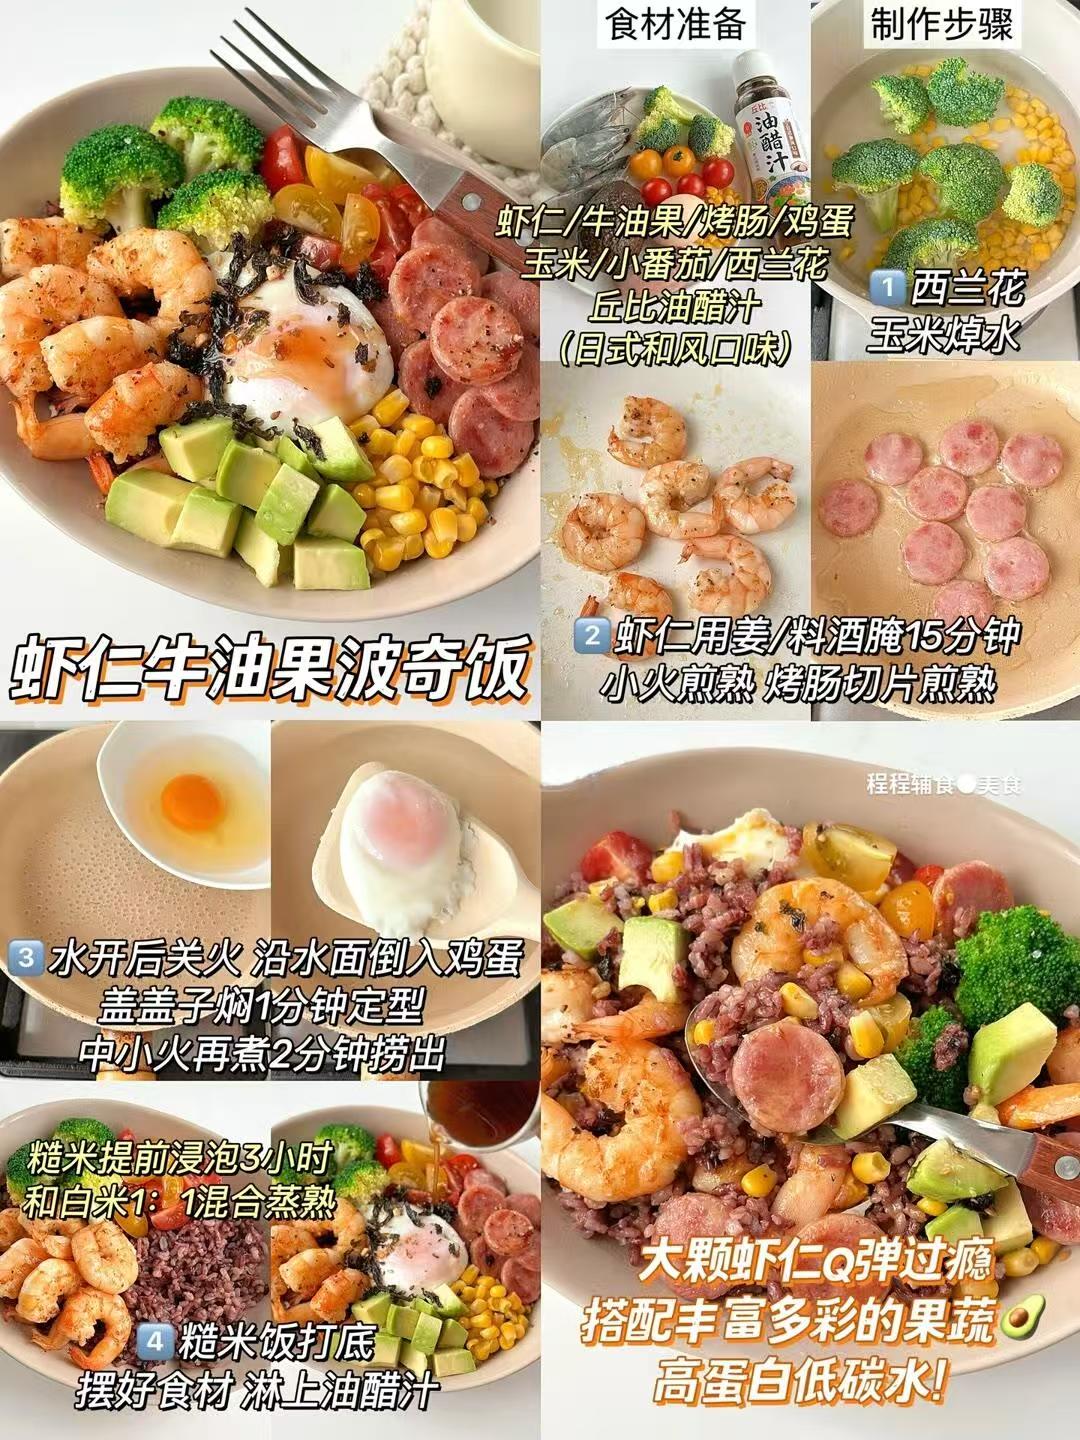 虾仁牛油果波奇饭
食材准备
丘比
油醋汁
虾仁/牛油果/烤肠/鸡蛋
玉米/小番茄/西兰花
丘比油醋汁
(日式和风口味)
制作步骤
1 西兰花
玉米焯水
2 虾仁用姜/料酒腌15分钟
小火煎熟 烤肠切片煎熟
3 水开后关火 沿水面倒入鸡蛋
盖盖子焖1分钟定型
中小火再煮2分钟捞出
糙米提前浸泡3小时
和白米1：1混合蒸熟
4 糙米饭打底
摆好食材 淋上油醋汁
程程辅食●美食
大颗虾仁Q弹过瘾
搭配丰富多彩的果蔬🥑
高蛋白低碳水!